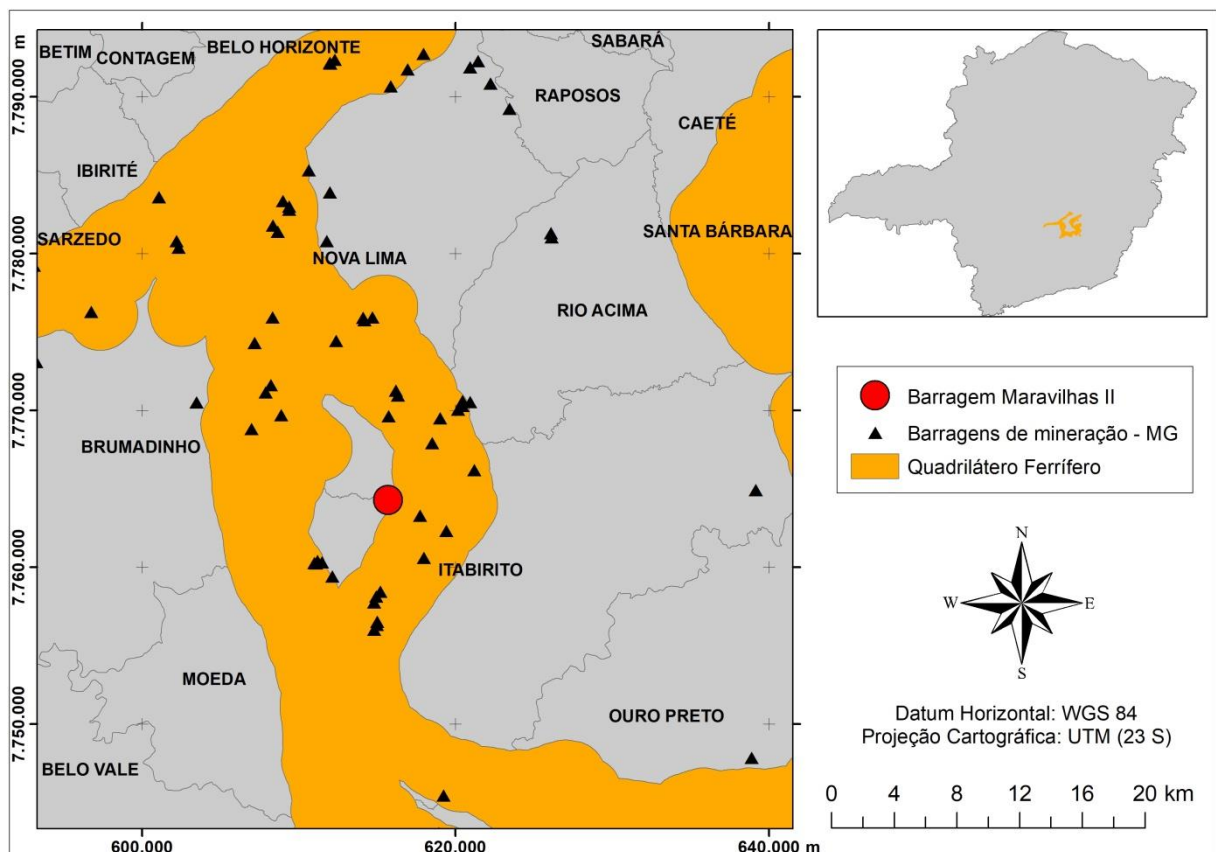 BETIM
CONTAGEM
BELO HORIZONTE
SABARÁ
RAPOSOS
CAETÉ
IBIRITÉ
SARZEDO
NOVA LIMA
SANTA BÁRBARA
RIO ACIMA
BRUMADINHO
ITABIRITO
MOEDA
OURO PRETO
BELO VALE
7.790.000 m
7.780.000
7.770.000
7.760.000
7.750.000
600.000
620.000
640.000 m
Barragem Maravilhas II
Barragens de mineração - MG
Quadrilátero Ferrífero
N
W
E
S
Datum Horizontal: WGS 84
Projeção Cartográfica: UTM (23 S)
0 4 8 12 16 20 km